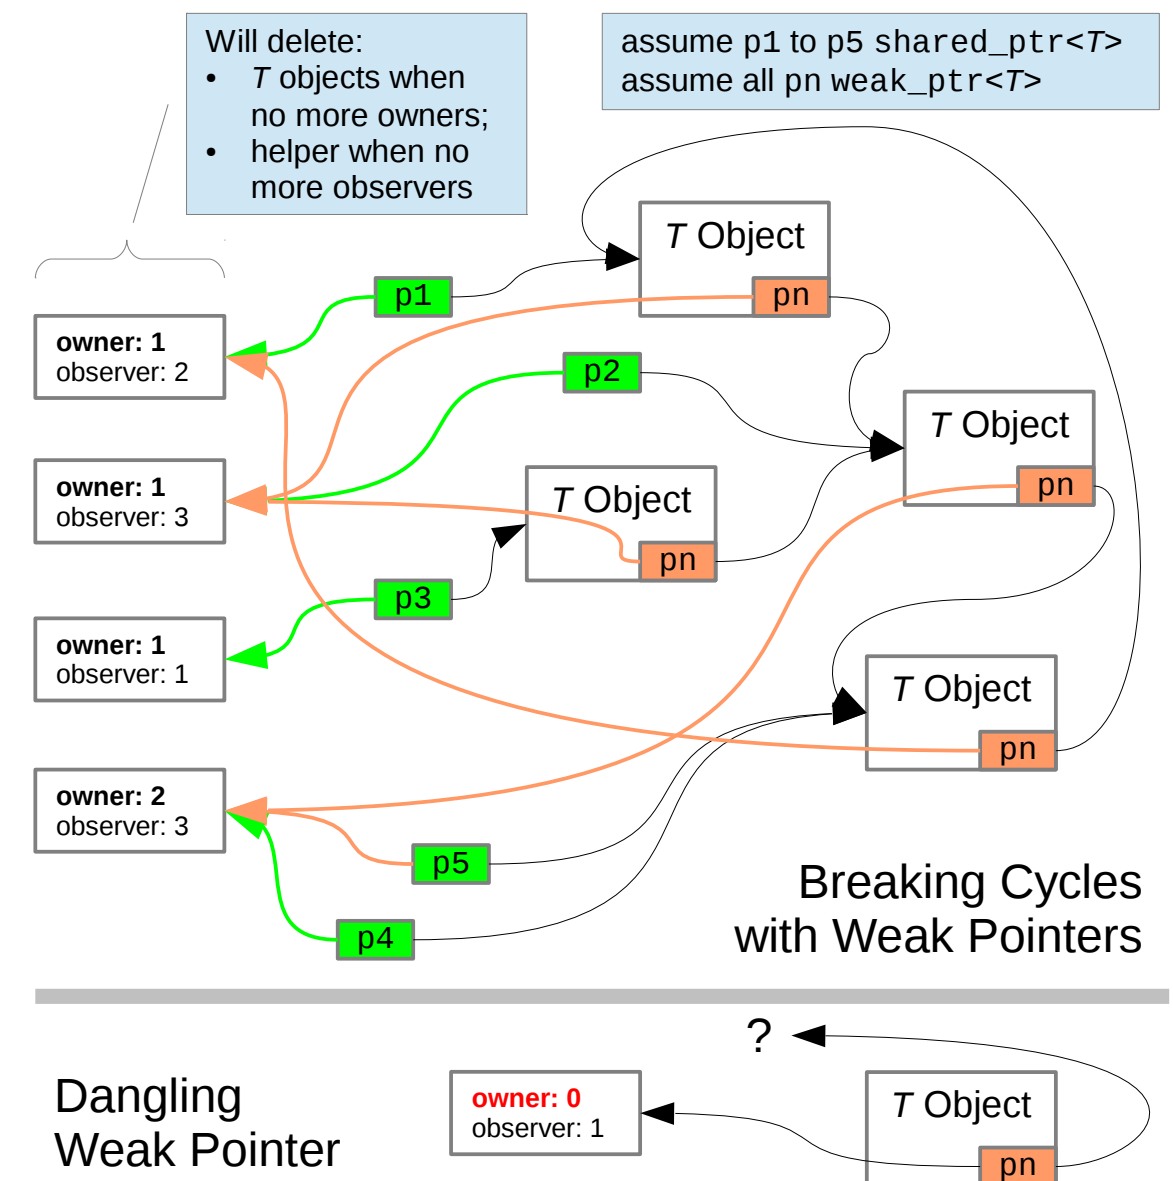 Will delete:
• T objects when
no more owners;
• helper when no
more observers
assume p1 to p5 shared_ptr<T>
assume all pn weak_ptr<T>
T Object
pn
p1
owner: 1
observer: 2
p2
T Object
pn
owner: 1
observer: 3
T Object
pn
p3
owner: 1
observer: 1
T Object
pn
owner: 2
observer: 3
p5
p4
Breaking Cycles
with Weak Pointers
?
Dangling
Weak Pointer
owner: 0
observer: 1
T Object
pn